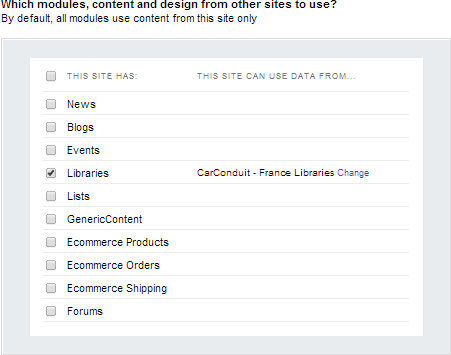 Which modules, content and design from other sites to use?
By default, all modules use content from this site only
THIS SITE HAS: THIS SITE CAN USE DATA FROM...
News
Blogs
Events
Libraries CarConduit - France Libraries Change
Lists
GenericContent
Ecommerce Products
Ecommerce Orders
Ecommerce Shipping
Forums